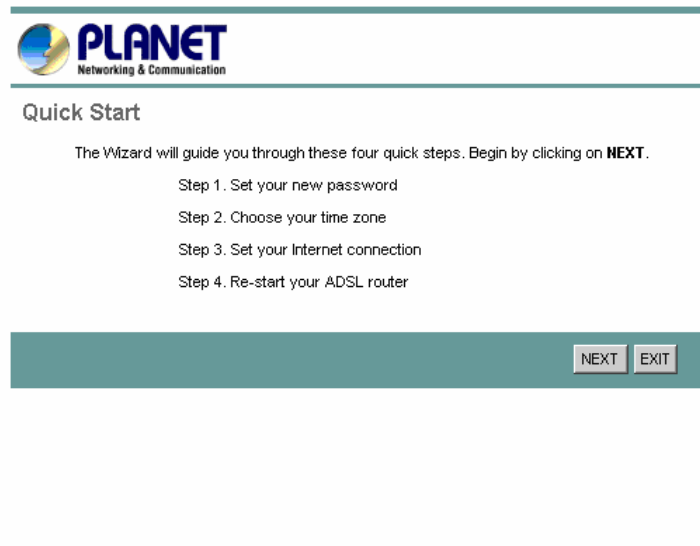 PLANET
Networking & Communication
Quick Start
The Wizard will guide you through these four quick steps. Begin by clicking on NEXT.
Step 1. Set your new password
Step 2. Choose your time zone
Step 3. Set your Internet connection
Step 4. Re-start your ADSL router
NEXT EXIT